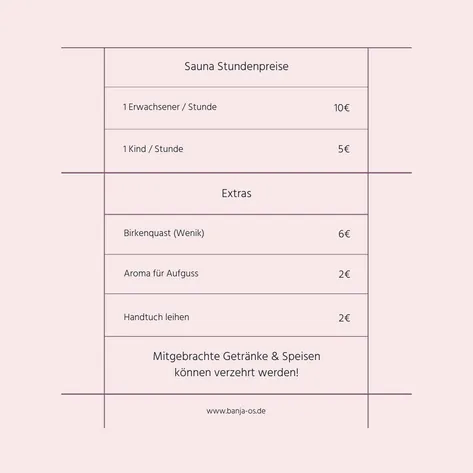 Sauna Stundenpreise
1 Erwachsener / Stunde 10€
1 Kind / Stunde 5€
Extras
Birkenquast (Wenik) 6€
Aroma für Aufguss 2€
Handtuch leihen 2€
Mitgebrachte Getränke & Speisen
können verzehrt werden!
www.banja-os.de